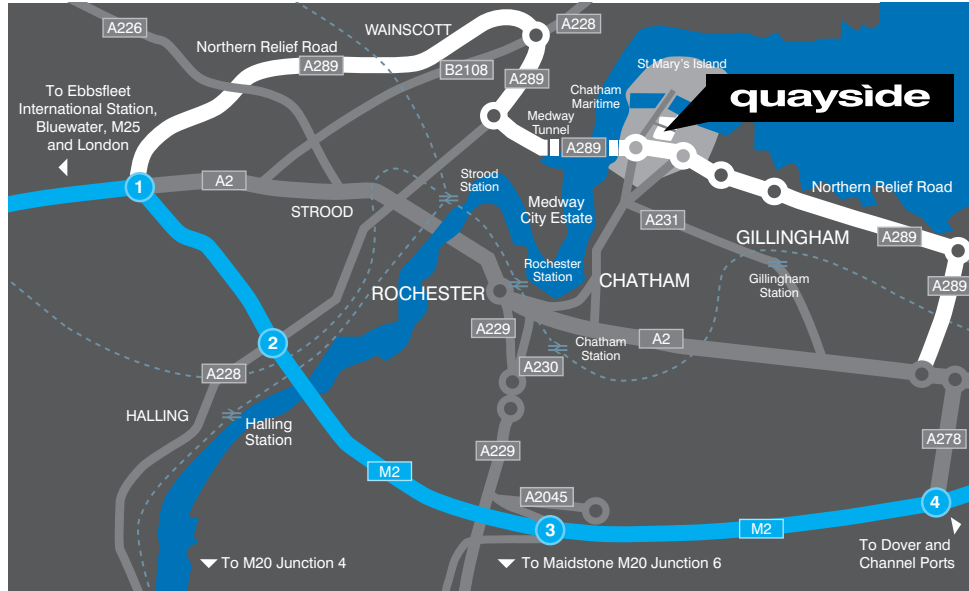 A226
WAINSCOTT
A228
Northern Relief Road
A289
B2108
A289
St Mary's Island
To Ebbsfleet
International Station,
Bluewater, M25
and London
Chatham
Maritime
quayside
Medway
Tunnel
A289
1
A2
Strood
Station
STROOD
Medway
City Estate
Northern Relief Road
A231
GILLINGHAM
A289
Rochester
Station
Gillingham
Station
ROCHESTER
CHATHAM
A289
A229
2
Chatham
Station
A2
A228
A230
HALLING
Halling
Station
A229
A278
M2
A2045
4
3
M2
To Dover and
Channel Ports
To M20 Junction 4
To Maidstone M20 Junction 6